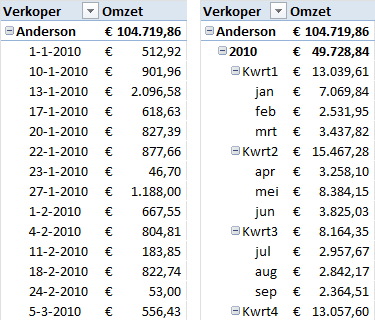 Verkoper Omzet
Anderson € 104.719,86
1-1-2010 € 512,92
10-1-2010 € 901,96
13-1-2010 € 2.096,58
17-1-2010 € 618,63
20-1-2010 € 827,39
22-1-2010 € 877,66
23-1-2010 € 46,70
27-1-2010 € 1.188,00
1-2-2010 € 667,55
4-2-2010 € 804,81
11-2-2010 € 183,85
18-2-2010 € 822,74
24-2-2010 € 53,00
5-3-2010 € 556,43
Verkoper Omzet
Anderson € 104.719,86
2010 € 49.728,84
Kwrt1 € 13.039,61
jan € 7.069,84
feb € 2.531,95
mrt € 3.437,82
Kwrt2 € 15.467,28
apr € 3.258,10
mei € 8.384,15
jun € 3.825,03
Kwrt3 € 8.164,35
jul € 2.957,67
aug € 2.842,17
sep € 2.364,51
Kwrt4 € 13.057,60